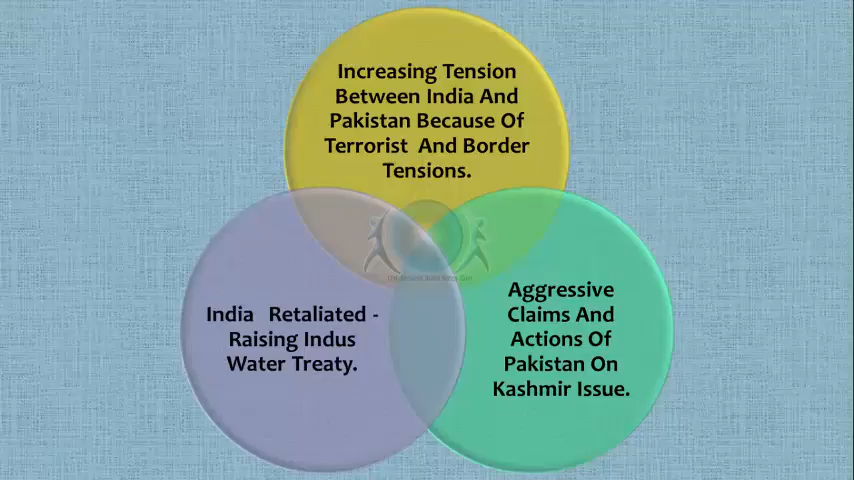 Increasing Tension
Between India And
Pakistan Because Of
Terrorist And Border
Tensions.
India Retaliated -
Raising Indus
Water Treaty.
Aggressive
Claims And
Actions Of
Pakistan On
Kashmir Issue.